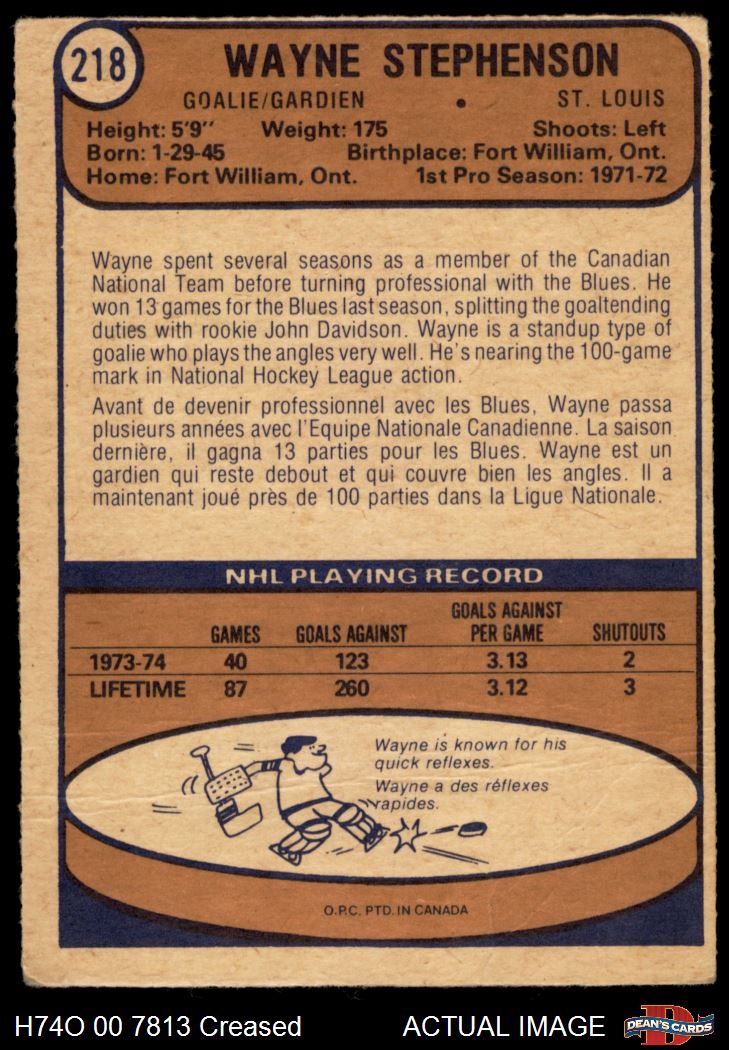 218
WAYNE STEPHENSON
GOALIE/GARDIEN • ST. LOUIS
Height: 5'9" Weight: 175 Shoots: Left
Born: 1-29-45 Birthplace: Fort William, Ont.
Home: Fort William, Ont. 1st Pro Season: 1971-72
Wayne spent several seasons as a member of the Canadian
National Team before turning professional with the Blues. He
won 13 games for the Blues last season, splitting the goaltending
duties with rookie John Davidson. Wayne is a standup type of
goalie who plays the angles very well. He's nearing the 100-game
mark in National Hockey League action.
Avant de devenir professionnel avec les Blues, Wayne passa
plusieurs années avec l'Equipe Nationale Canadienne. La saison
dernière, il gagna 13 parties pour les Blues. Wayne est un
gardien qui reste debout et qui couvre bien les angles. Il a
maintenant joué près de 100 parties dans la Ligue Nationale.
NHL PLAYING RECORD
GAMES GOALS AGAINST GOALS AGAINST PER GAME SHUTOUTS
1973-74 40 123 3.13 2
LIFETIME 87 260 3.12 3
Wayne is known for his
quick reflexes.
Wayne a des réflexes
rapides.
O.P.C. PTD. IN CANADA
H74O 00 7813 Creased ACTUAL IMAGE DEAN'S CARDS